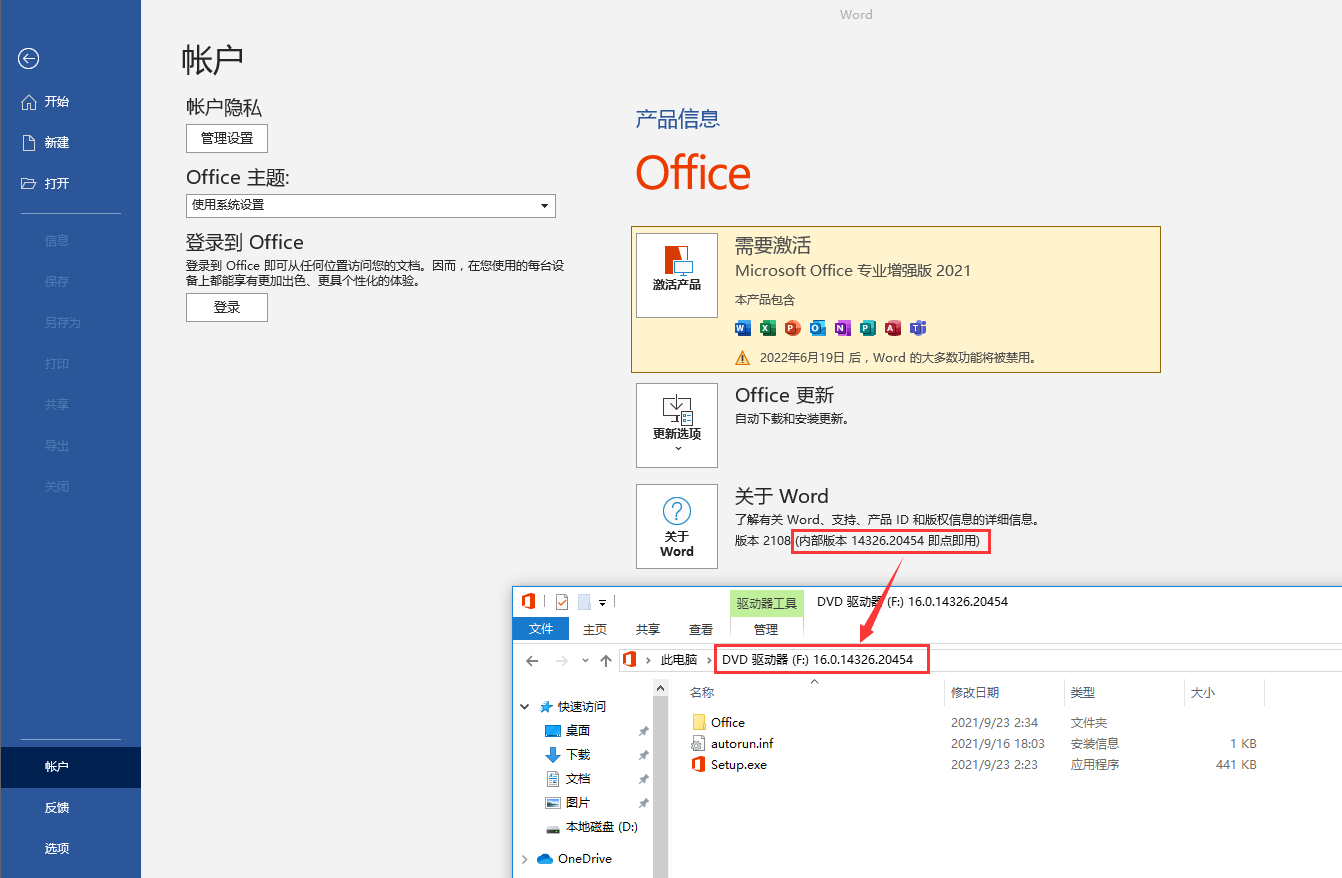 Word
帐户
开始
新建
打开
信息
保存
另存为
打印
共享
导出
关闭
帐户
反馈
选项
帐户隐私
管理设置
Office 主题:
使用系统设置
登录到 Office
登录到 Office 即可从任何位置访问您的文档。因而，在您使用的每台设
备上都能享有更加出色、更具个性化的体验。
登录
产品信息
Office
激活产品
需要激活
Microsoft Office 专业增强版 2021
本产品包含
W X P O N P A T
2022年6月19日 后，Word 的大多数功能将被禁用。
更新选项
Office 更新
自动下载和安装更新。
关于
Word
关于 Word
了解有关 Word、支持、产品 ID 和版权信息的详细信息。
版本 2108 (内部版本 14326.20454 即点即用)
驱动器工具
DVD 驱动器 (F:) 16.0.14326.20454
文件 主页 共享 查看 管理
此电脑 DVD 驱动器 (F:) 16.0.14326.20454
快速访问
桌面
下载
文档
图片
本地磁盘 (D:)
OneDrive
名称 修改日期 类型 大小
Office 2021/9/23 2:34 文件夹
autorun.inf 2021/9/16 18:03 安装信息 1 KB
Setup.exe 2021/9/23 2:23 应用程序 441 KB